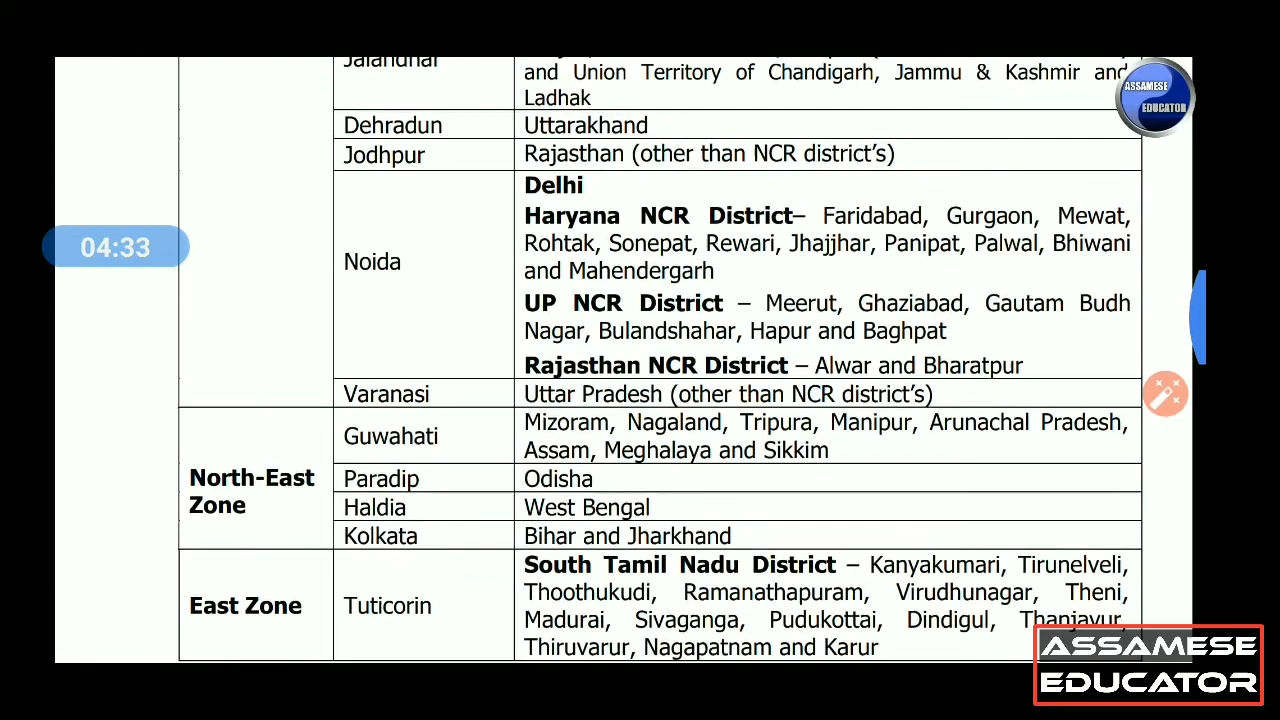 Jalandhar
and Union Territory of Chandigarh, Jammu & Kashmir and
Ladhak
Dehradun
Uttarakhand
Jodhpur
Rajasthan (other than NCR district's)
Noida
Delhi
Haryana NCR District– Faridabad, Gurgaon, Mewat,
Rohtak, Sonepat, Rewari, Jhajjhar, Panipat, Palwal, Bhiwani
and Mahendergarh
UP NCR District – Meerut, Ghaziabad, Gautam Budh
Nagar, Bulandshahar, Hapur and Baghpat
Rajasthan NCR District – Alwar and Bharatpur
Varanasi
Uttar Pradesh (other than NCR district's)
North-East
Zone
Guwahati
Mizoram, Nagaland, Tripura, Manipur, Arunachal Pradesh,
Assam, Meghalaya and Sikkim
Paradip
Odisha
Haldia
West Bengal
Kolkata
Bihar and Jharkhand
East Zone
Tuticorin
South Tamil Nadu District – Kanyakumari, Tirunelveli,
Thoothukudi, Ramanathapuram, Virudhunagar, Theni,
Madurai, Sivaganga, Pudukottai, Dindigul, Thanjavur,
Thiruvarur, Nagapatnam and Karur
04:33
ASSAMESE
EDUCATOR
ASSAMESE
EDUCATOR